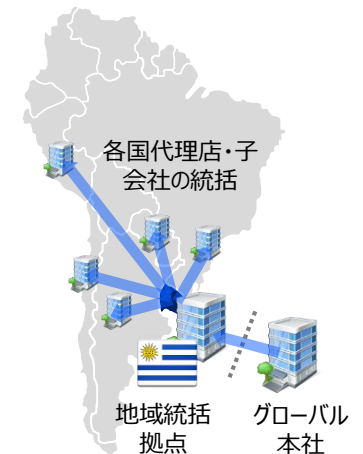 各国代理店・子
会社の統括
地域統括
拠点
グローバル
本社